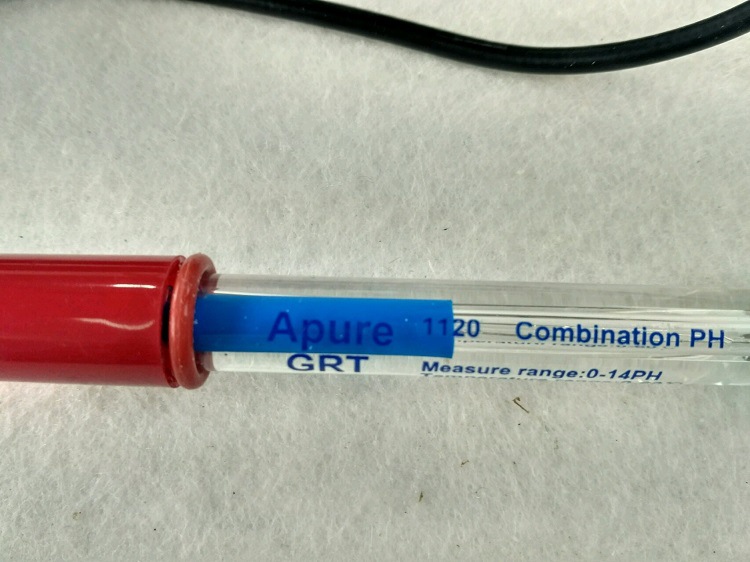 Apure 1120 Combination PH
GRT Measure range:0-14PH